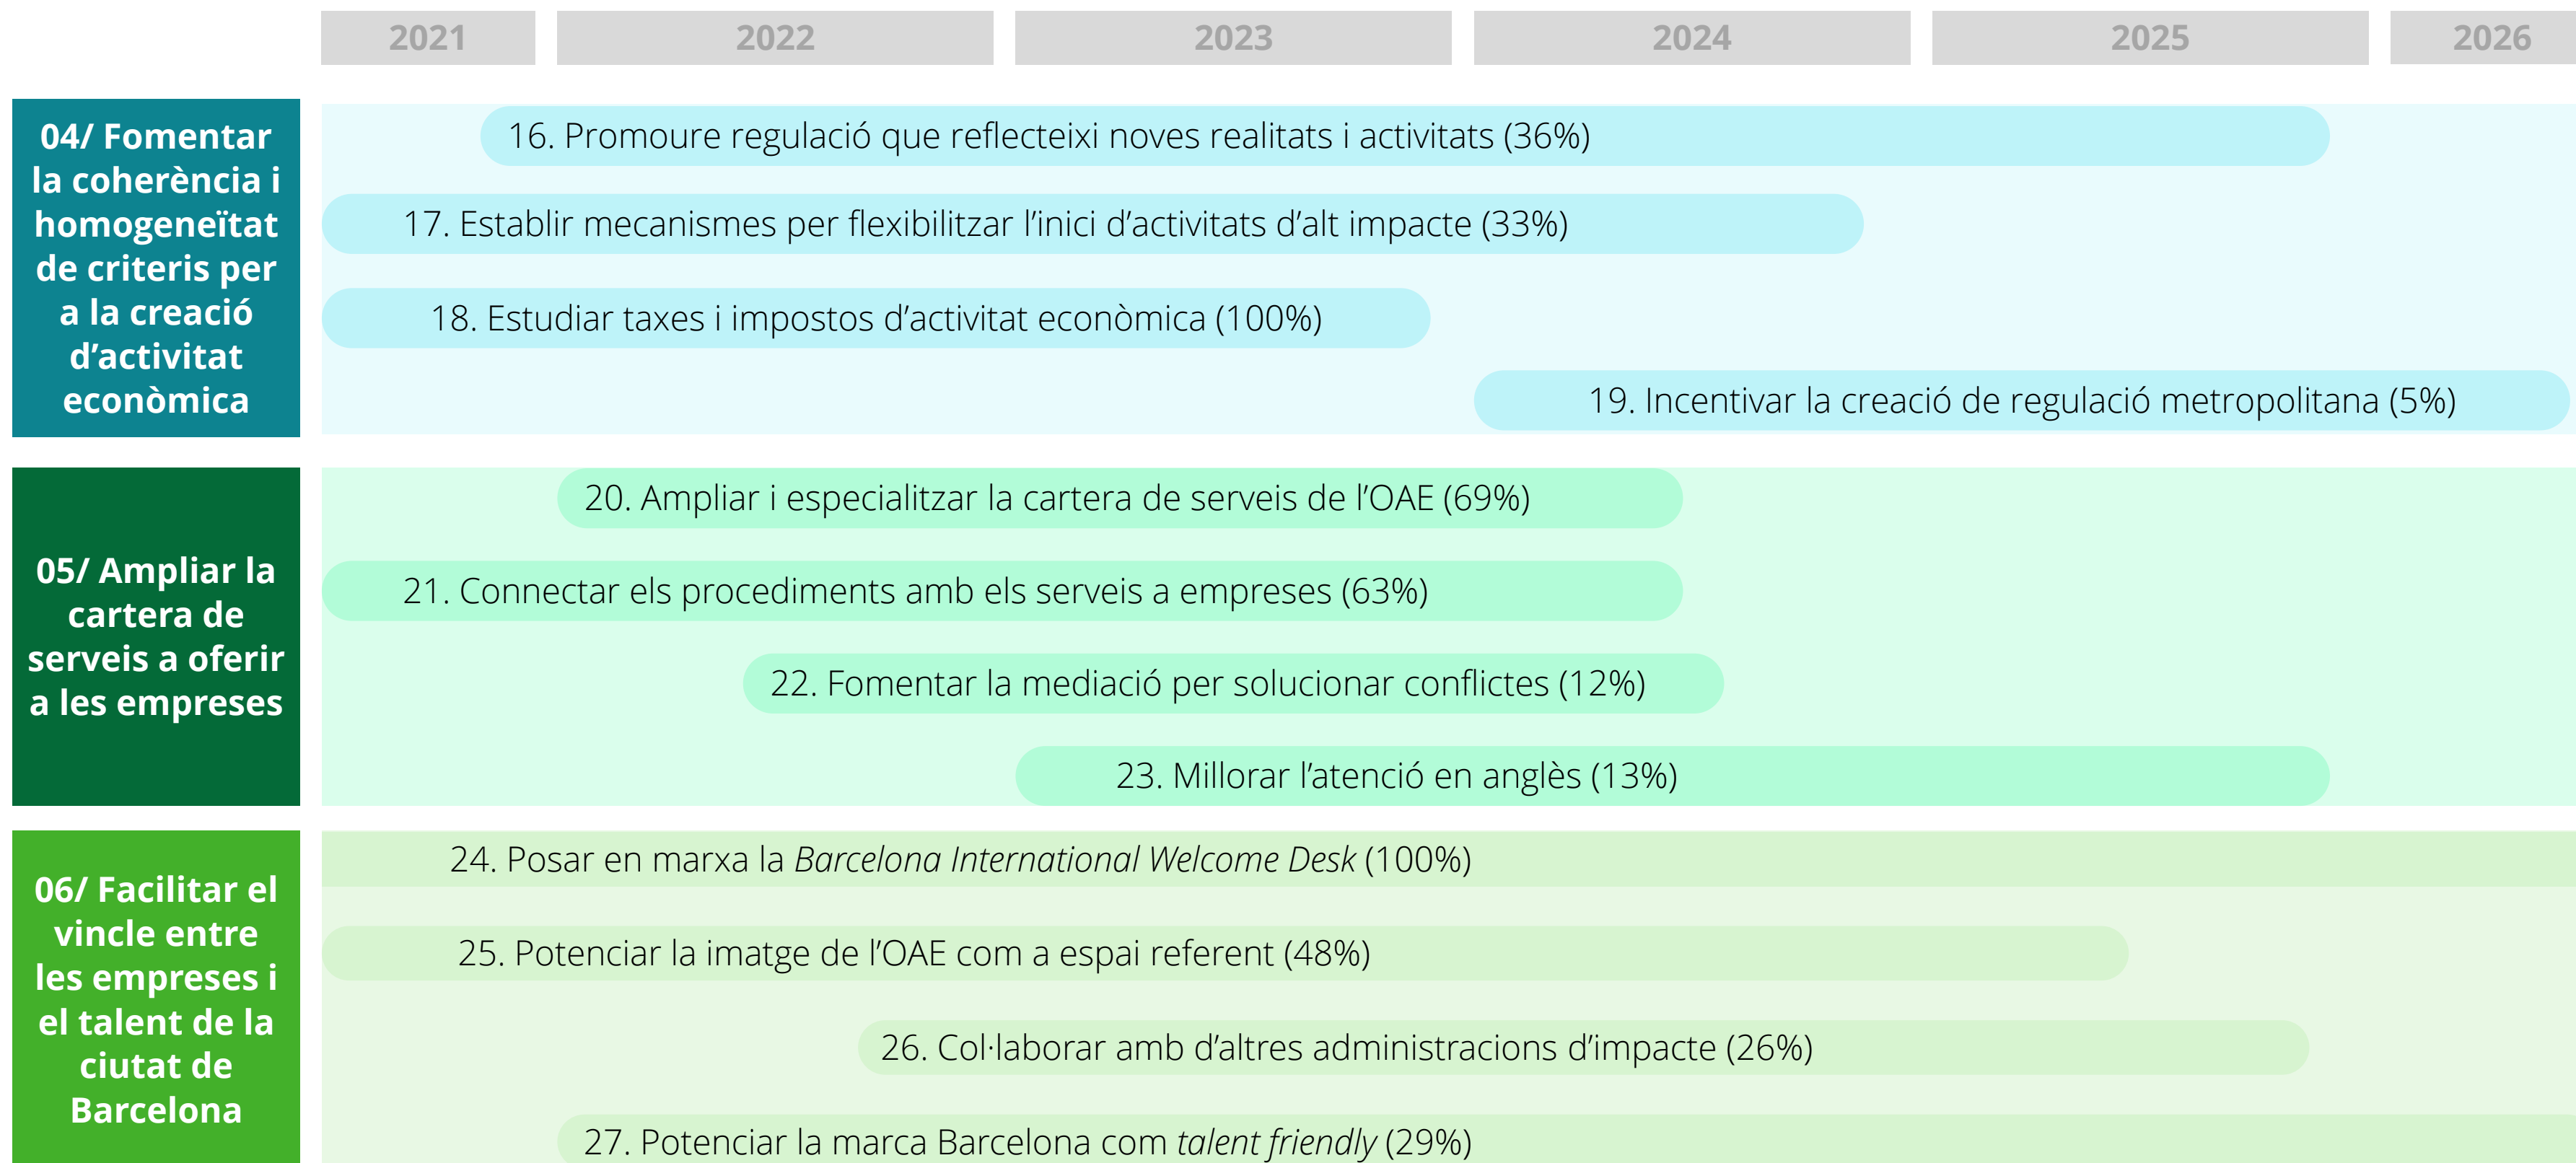 2021 2022 2023 2024 2025 2026
04/ Fomentar
la coherència i
homogeneïtat
de criteris per
a la creació
d’activitat
econòmica
16. Promoure regulació que reflecteixi noves realitats i activitats (36%)
17. Establir mecanismes per flexibilitzar l’inici d’activitats d’alt impacte (33%)
18. Estudiar taxes i impostos d’activitat econòmica (100%)
19. Incentivar la creació de regulació metropolitana (5%)
05/ Ampliar la
cartera de
serveis a oferir
a les empreses
20. Ampliar i especialitzar la cartera de serveis de l’OAE (69%)
21. Connectar els procediments amb els serveis a empreses (63%)
22. Fomentar la mediació per solucionar conflictes (12%)
23. Millorar l’atenció en anglès (13%)
06/ Facilitar el
vincle entre
les empreses i
el talent de la
ciutat de
Barcelona
24. Posar en marxa la Barcelona International Welcome Desk (100%)
25. Potenciar la imatge de l’OAE com a espai referent (48%)
26. Col·laborar amb d’altres administracions d’impacte (26%)
27. Potenciar la marca Barcelona com talent friendly (29%)